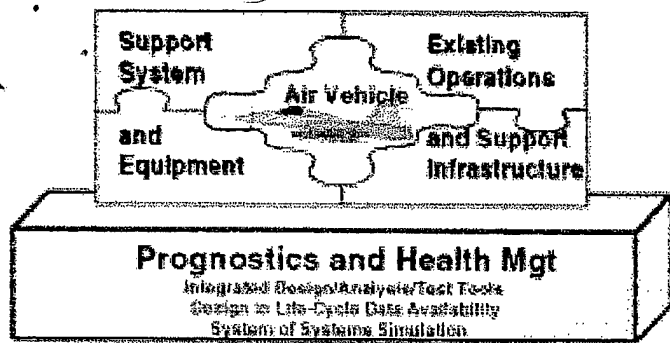 Support
System
Existing
Operations
Air Vehicle
and
Equipment
and Support
Infrastructure
Prognostics and Health Mgt
Integrated Design/Analysis/Test Tools
Design to Life-Cycle Data Availability
System of Systems Simulation